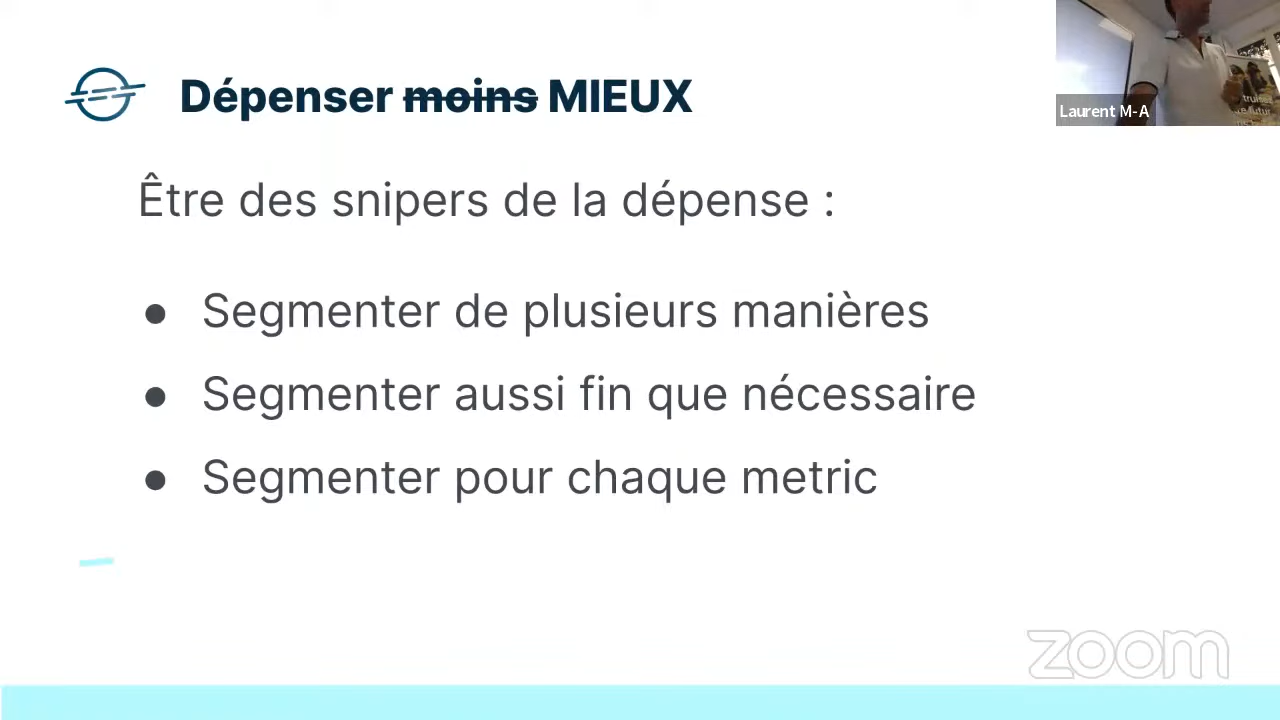 Dépenser moins MIEUX
Laurent M-A
Être des snipers de la dépense :
● Segmenter de plusieurs manières
● Segmenter aussi fin que nécessaire
● Segmenter pour chaque metric
zoom